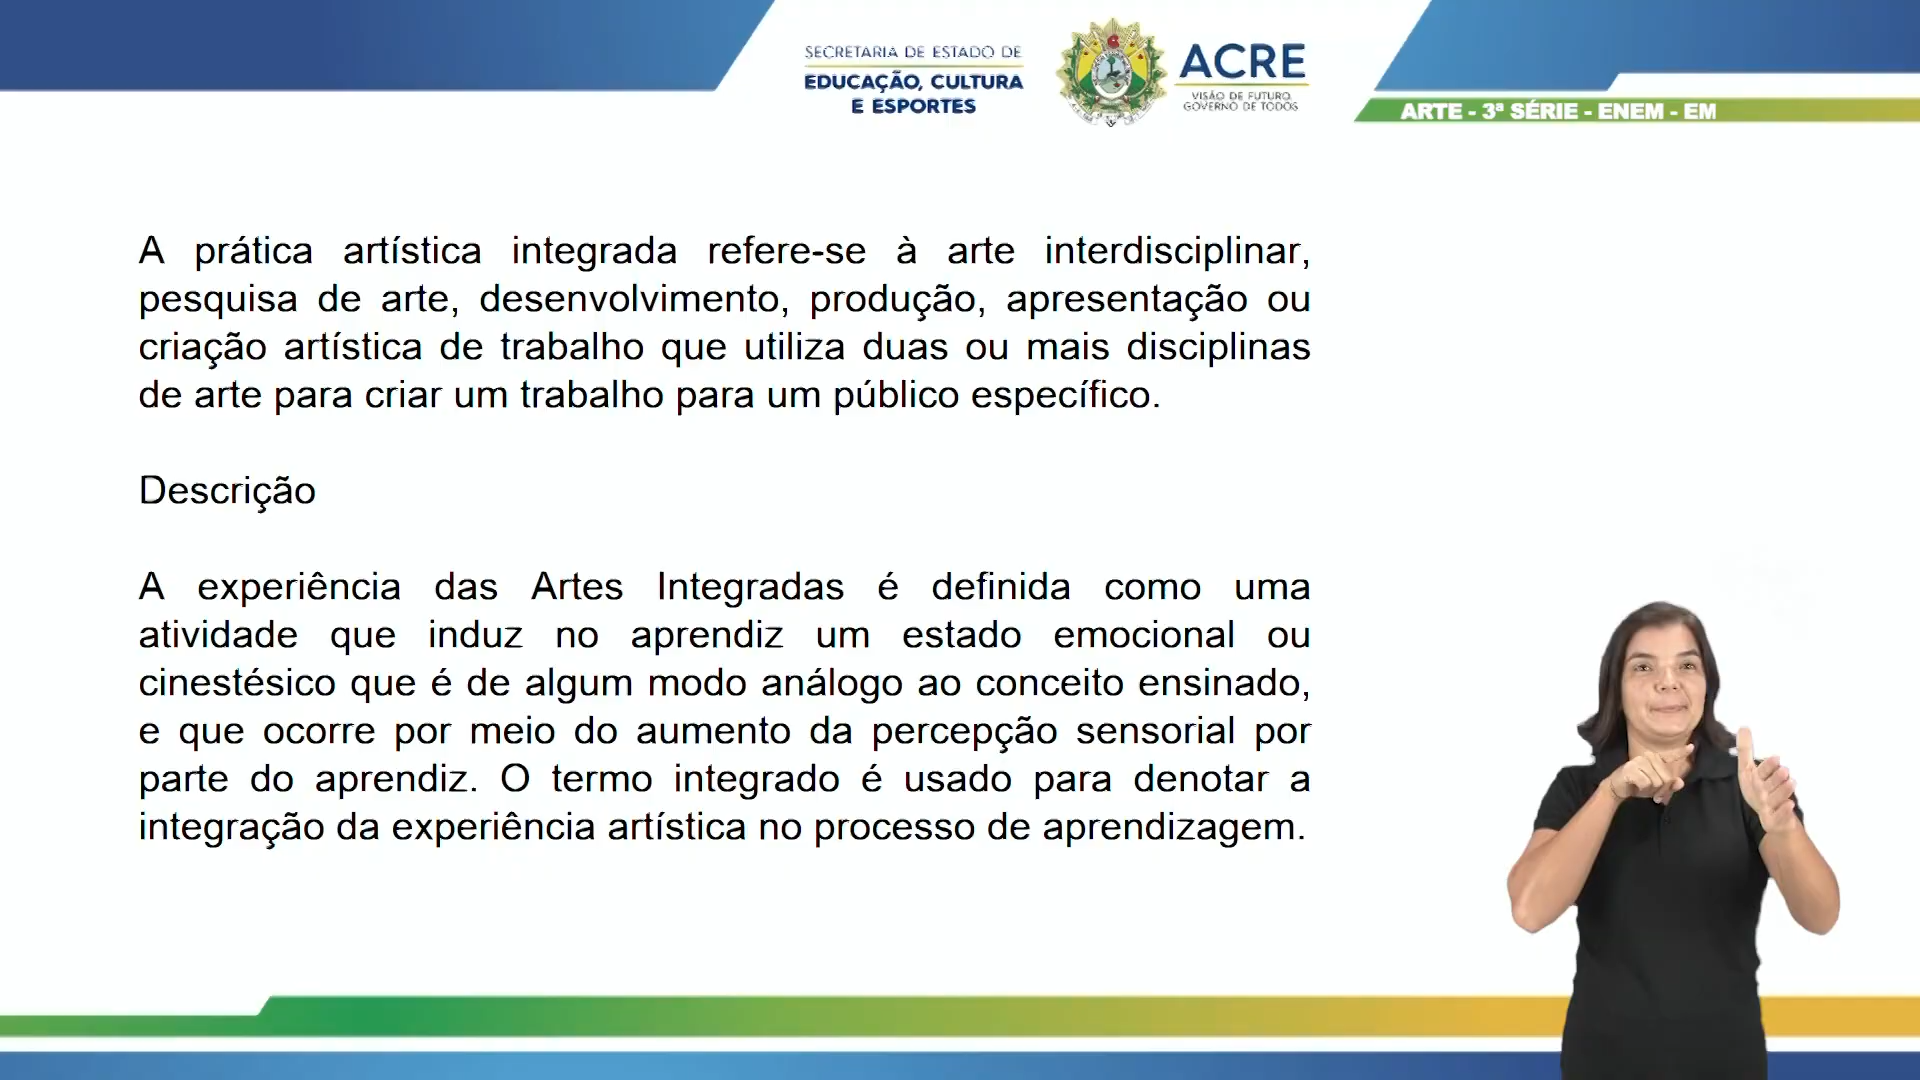 SECRETARIA DE ESTADO DE
EDUCAÇÃO, CULTURA
E ESPORTES
ACRE
VISÃO DE FUTURO,
GOVERNO DE TODOS
ARTE - 3ª SÉRIE - ENEM - EM
A prática artística integrada refere-se à arte interdisciplinar,
pesquisa de arte, desenvolvimento, produção, apresentação ou
criação artística de trabalho que utiliza duas ou mais disciplinas
de arte para criar um trabalho para um público específico.
Descrição
A experiência das Artes Integradas é definida como uma
atividade que induz no aprendiz um estado emocional ou
cinestésico que é de algum modo análogo ao conceito ensinado,
e que ocorre por meio do aumento da percepção sensorial por
parte do aprendiz. O termo integrado é usado para denotar a
integração da experiência artística no processo de aprendizagem.